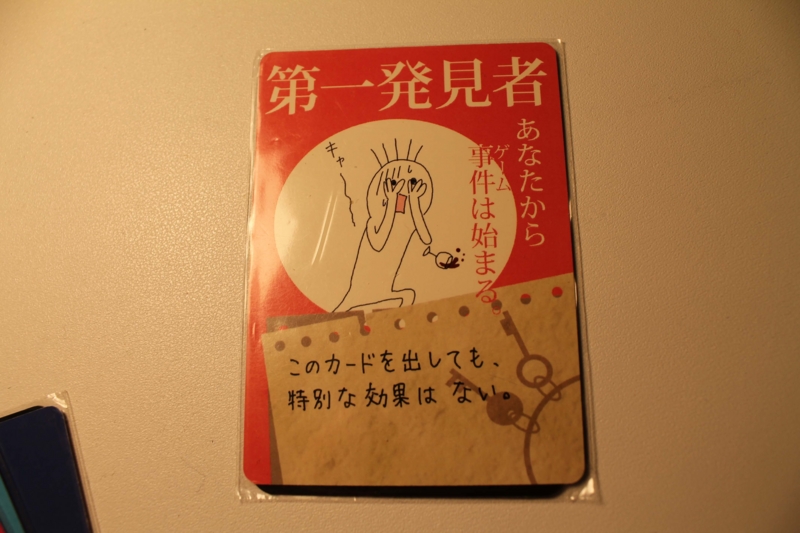 第一発見者
あなたから
事件は始まる。
ゲーム
キャー
このカードを出しても、
特別な効果はない。